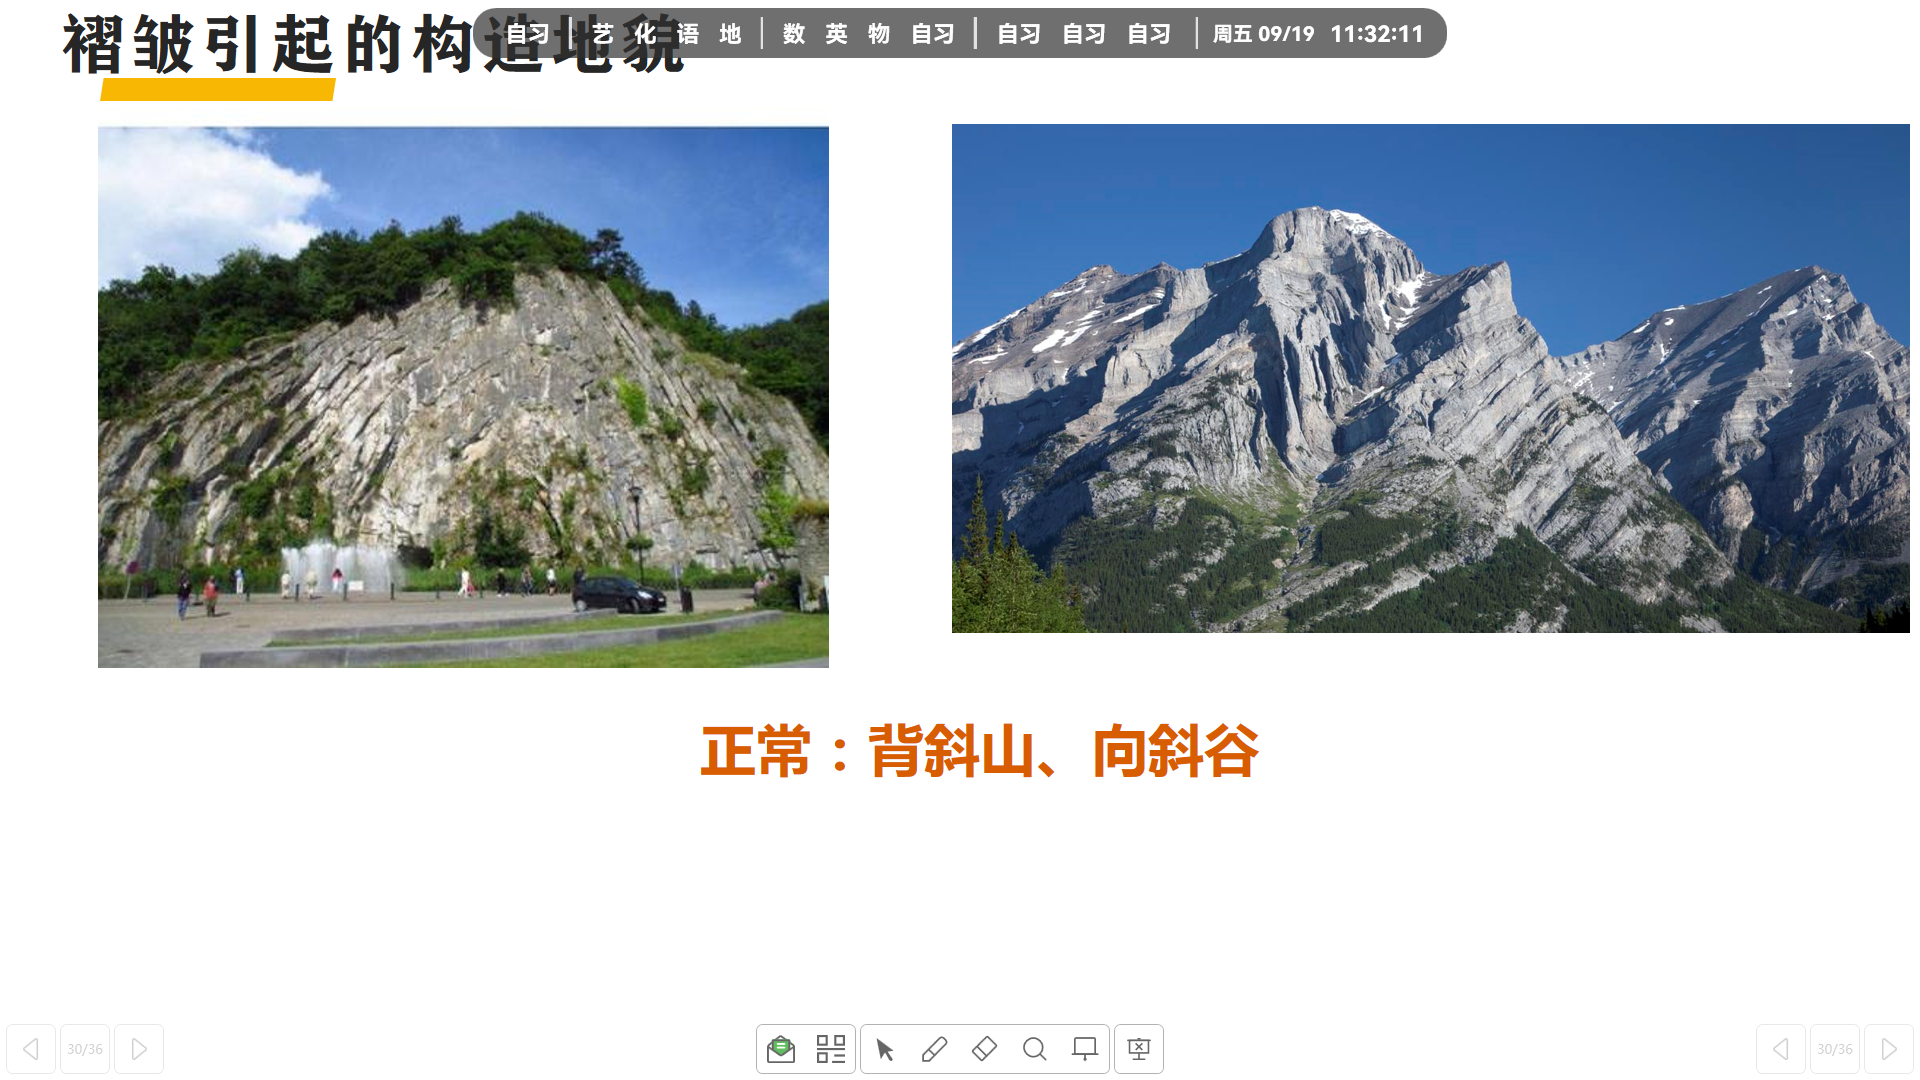 褶皱引起的构造地貌
自习 艺 化 语 地 数 英 物 自习 自习 自习 自习 周五 09/19 11:32:11
正常：背斜山、向斜谷
30/36
30/36